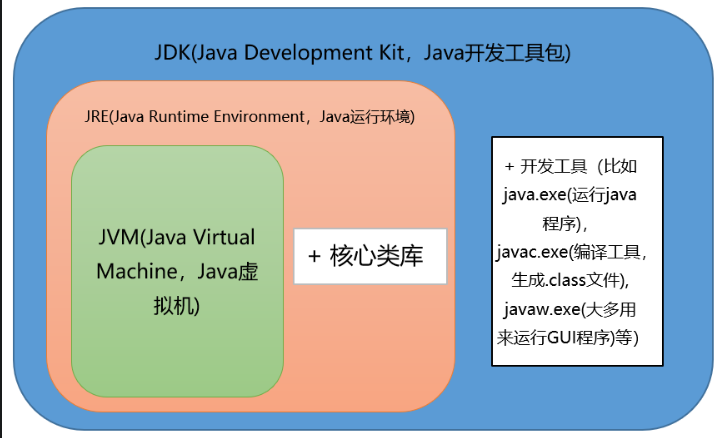 JDK(Java Development Kit，Java开发工具包)
JRE(Java Runtime Environment，Java运行环境)
JVM(Java Virtual
Machine，Java虚
拟机)
+ 核心类库
+ 开发工具（比如
java.exe(运行java
程序)，
javac.exe(编译工具，
生成.class文件),
javaw.exe(大多用
来运行GUI程序)等）